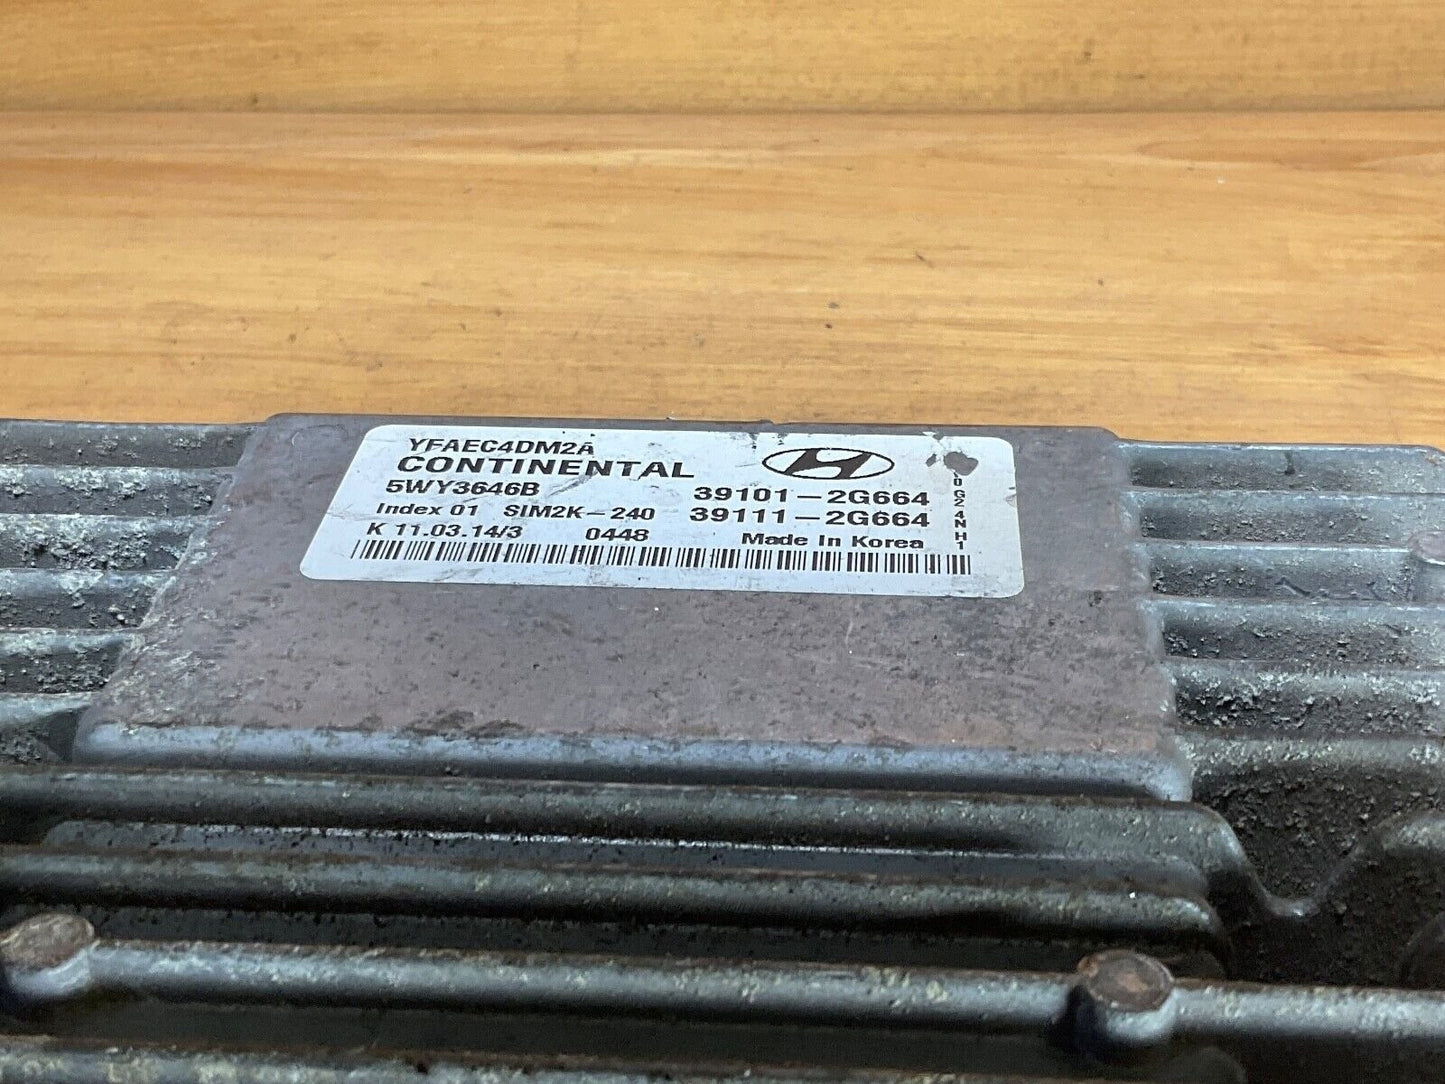 YFAEC4DM2A
CONTINENTAL
5WY3646B 39101-2G664
Index 01 SIM2K-240 39111-2G664
K 11.03.14/3 0448 Made In Korea
0G24NH1